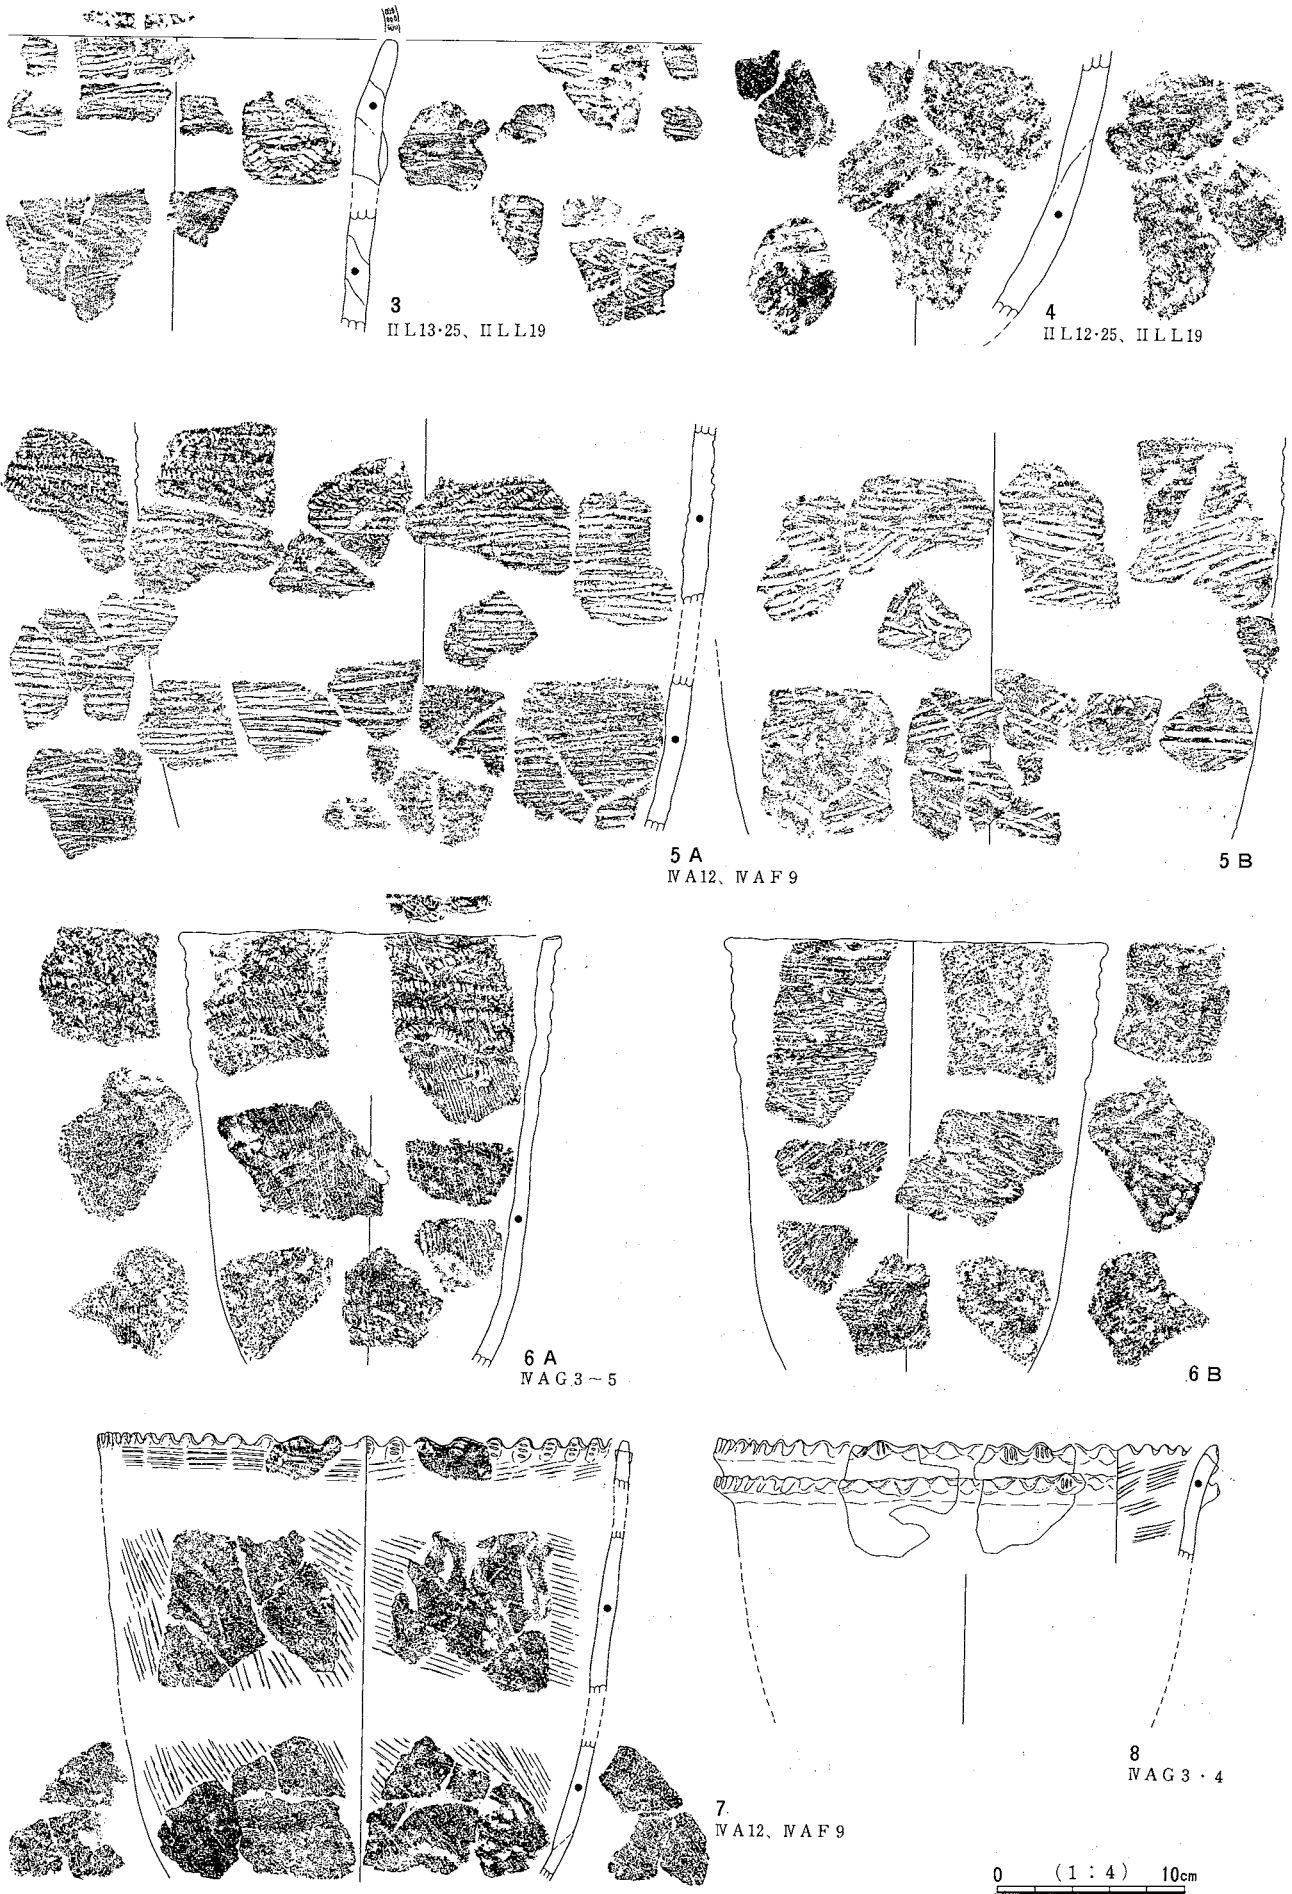 3
ⅡL13・25、ⅡLL19
4
ⅡL12・25、ⅡLL19
5 A
ⅣA12、ⅣAF9
5 B
6 A
ⅣAG3～5
6 B
7
ⅣA12、ⅣAF9
8
ⅣAG3・4
0 (1：4) 10cm